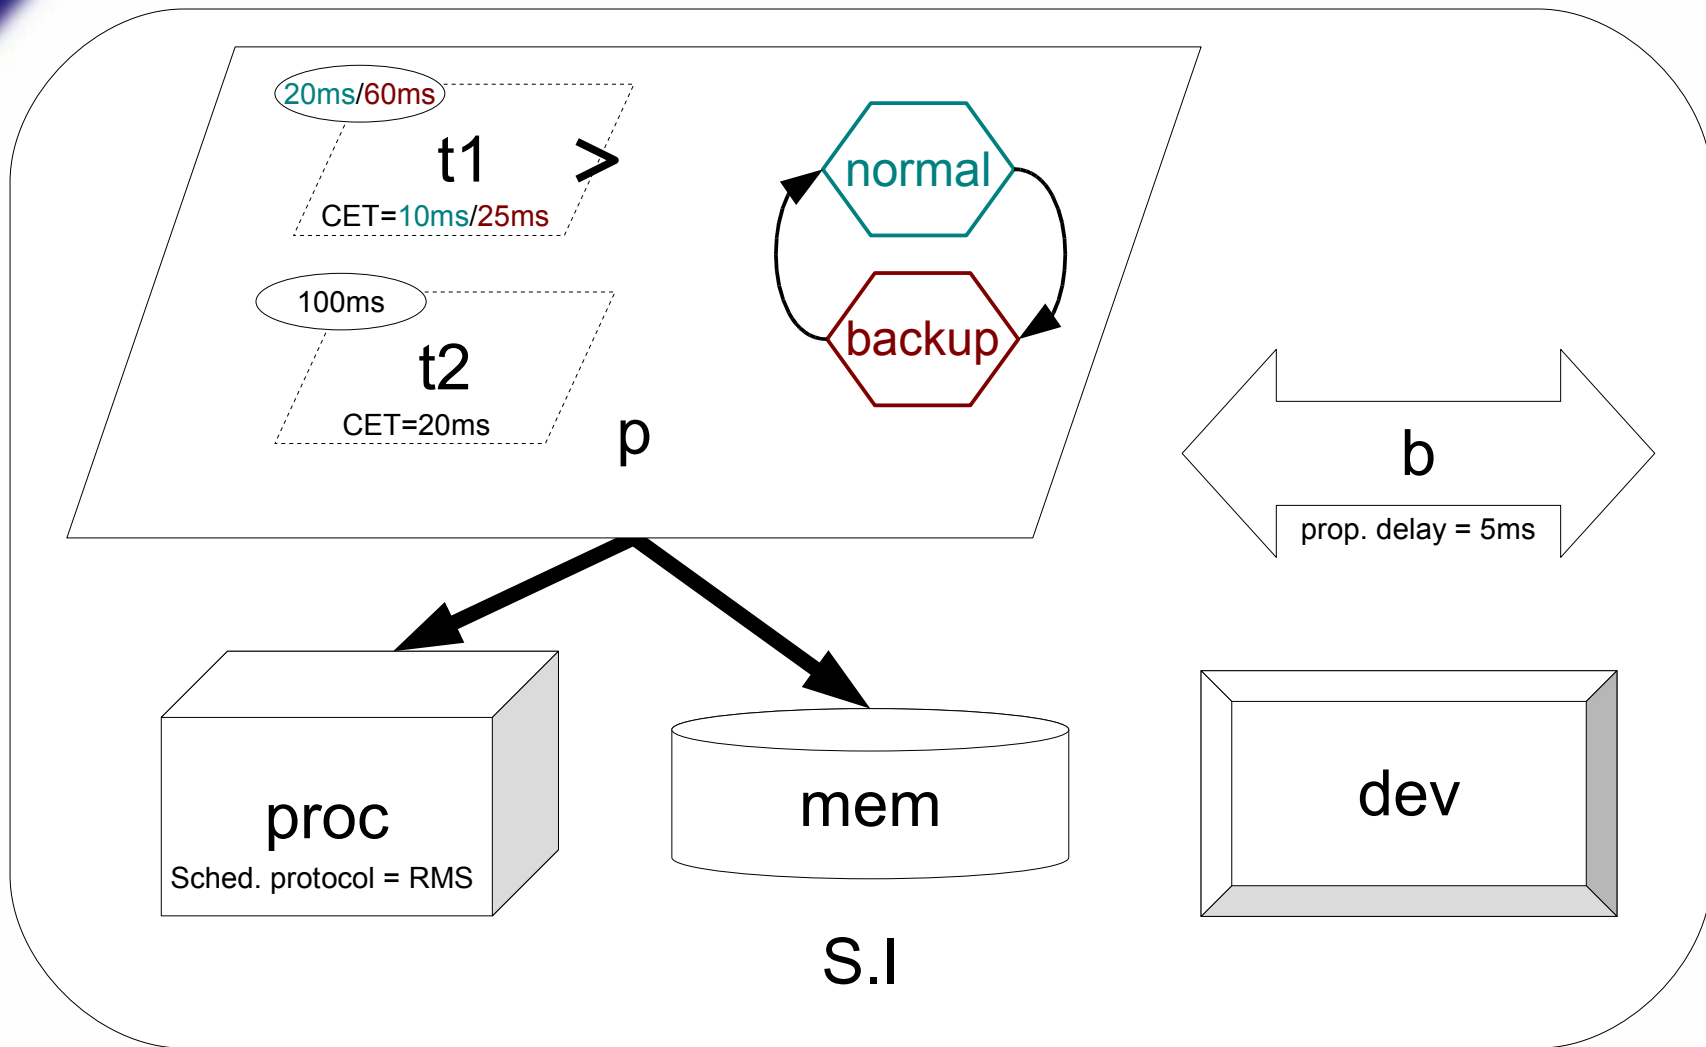 20ms/60ms
t1 >
CET=10ms/25ms
normal
100ms
t2
CET=20ms
backup
p
b
prop. delay = 5ms
proc
Sched. protocol = RMS
mem
dev
S.I